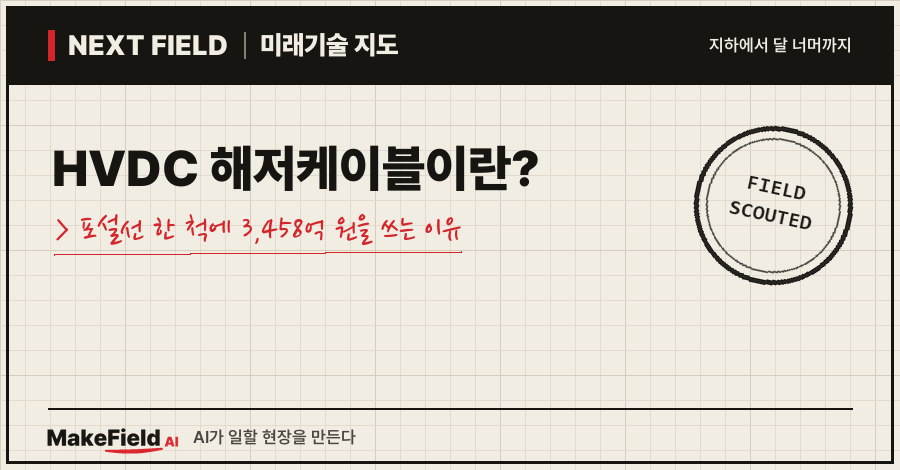 NEXT FIELD | 미래기술 지도
지하에서 달 너머까지
HVDC 해저케이블이란?
> 포설선 한 척에 3,458억 원을 쓰는 이유
FIELD
SCOUTED
MakeField AI
AI가 일할 현장을 만든다